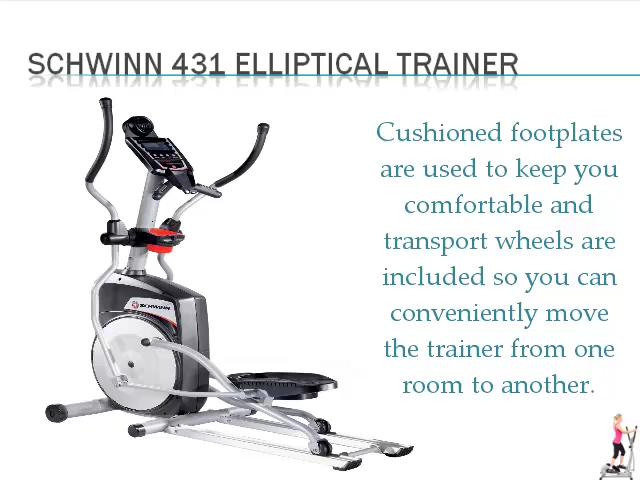 SCHWINN 431 ELLIPTICAL TRAINER
Cushioned footplates
are used to keep you
comfortable and
transport wheels are
included so you can
conveniently move
the trainer from one
room to another.
SCHWINN